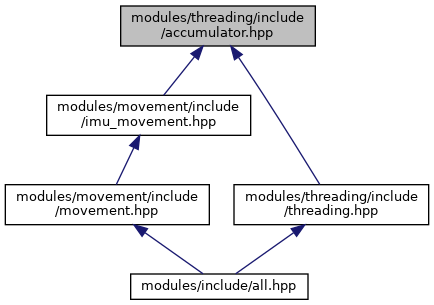 modules/threading/include
/accumulator.hpp
modules/movement/include
/imu_movement.hpp
modules/movement/include
/movement.hpp
modules/threading/include
/threading.hpp
modules/include/all.hpp